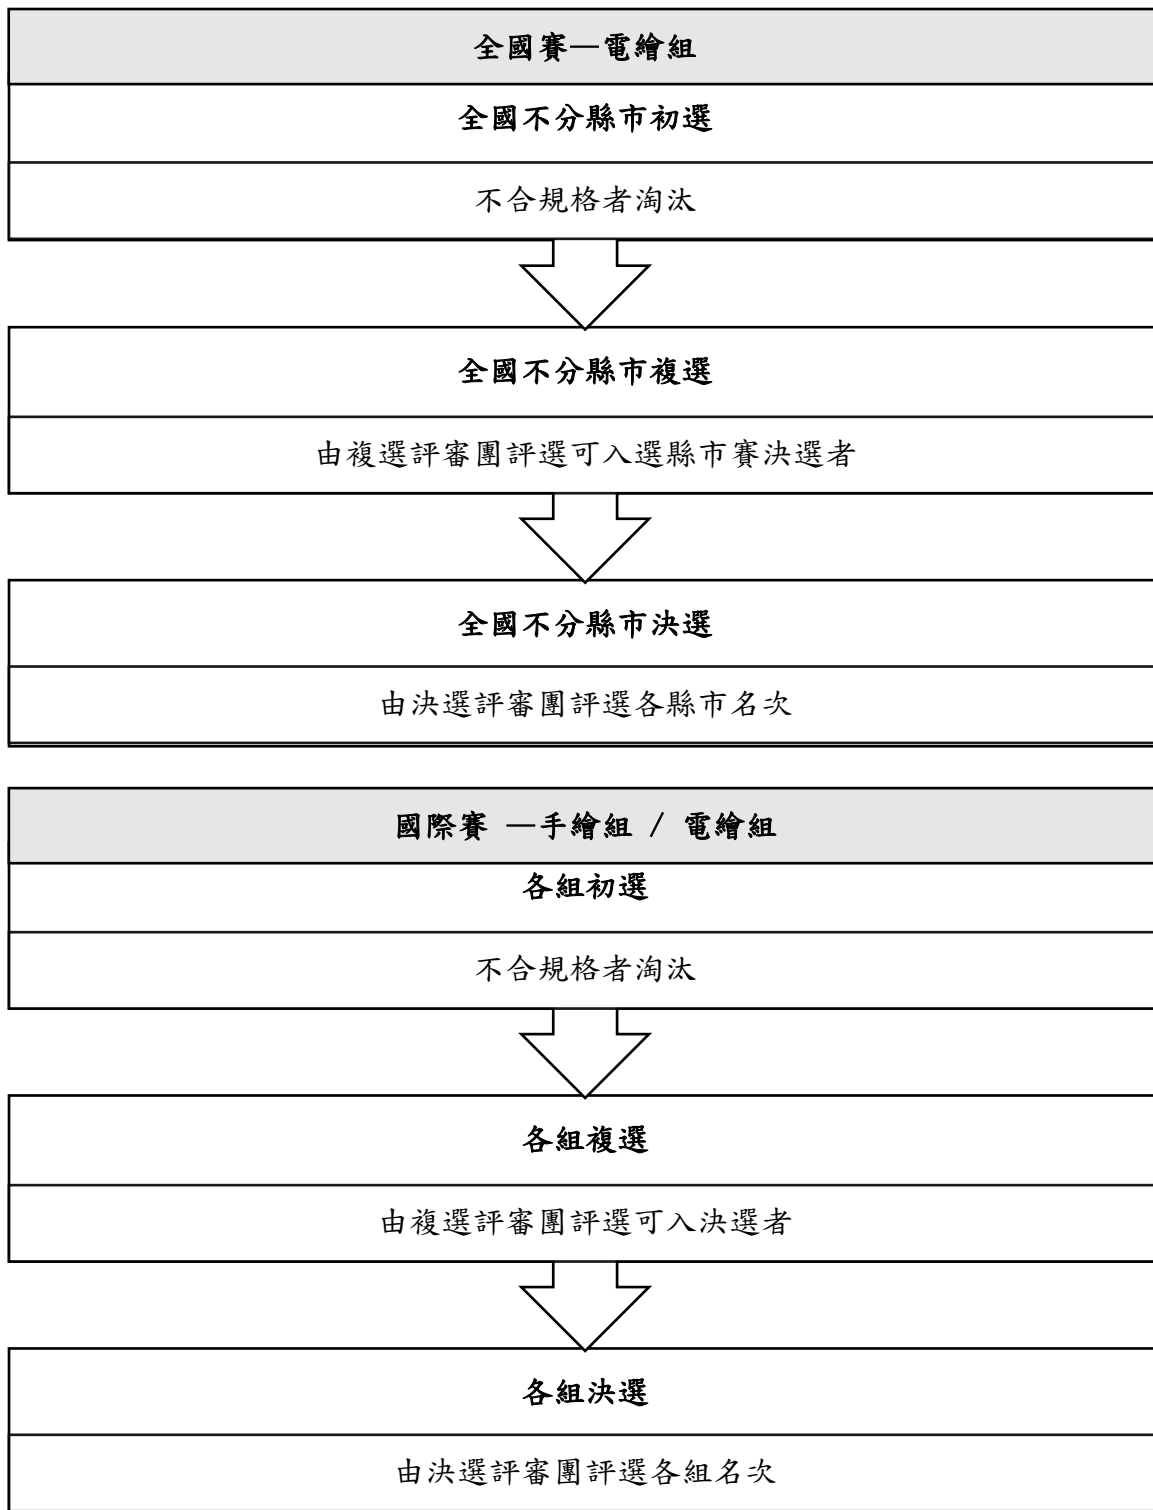 全國賽—電繪組
全國不分縣市初選
不合規格者淘汰
全國不分縣市複選
由複選評審團評選可入選縣市賽決選者
全國不分縣市決選
由決選評審團評選各縣市名次
國際賽 —手繪組 / 電繪組
各組初選
不合規格者淘汰
各組複選
由複選評審團評選可入決選者
各組決選
由決選評審團評選各組名次